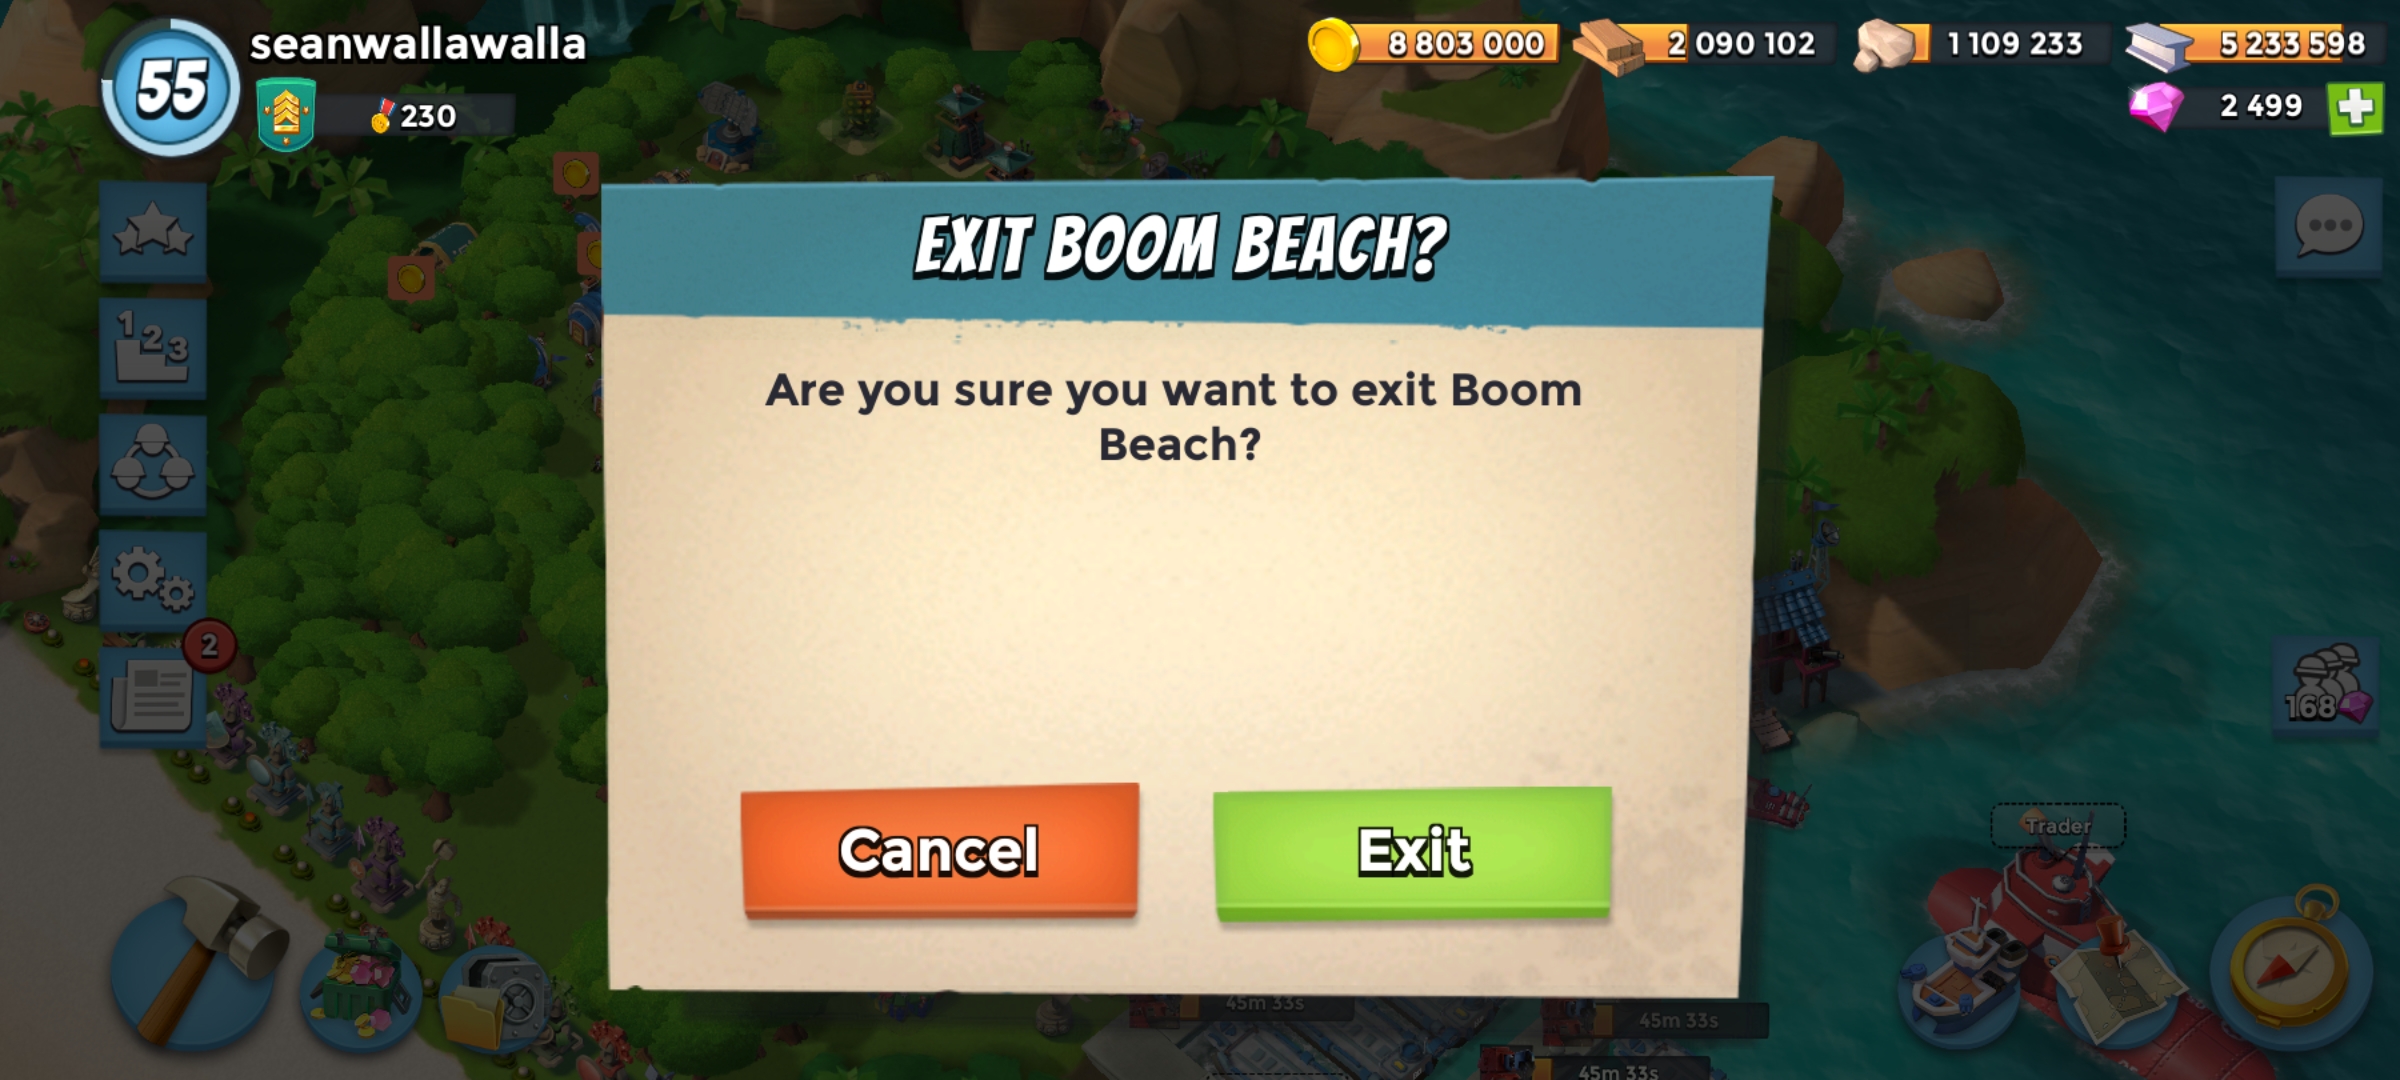 55
seanwallawalla
230
8 803 000
2 090 102
1 109 233
5 233 598
2 499
EXIT BOOM BEACH?
Are you sure you want to exit Boom
Beach?
Cancel
Exit
123
2
168
Trader
45m 33s
45m 33s
45m 33s